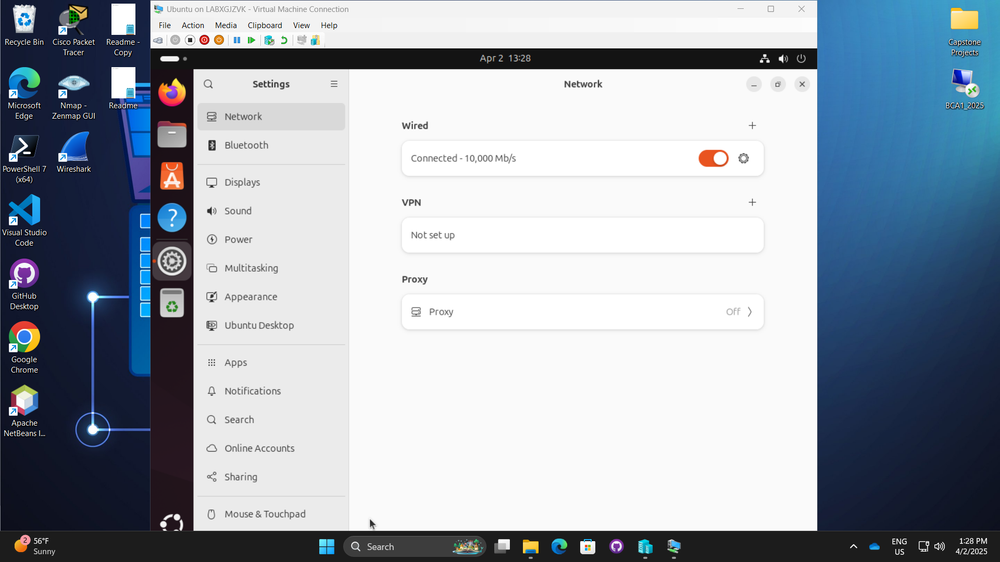 Recycle Bin
Cisco Packet
Tracer
Readme -
Copy
Microsoft
Edge
Nmap -
Zenmap GUI
Readme
PowerShell 7
(x64)
Wireshark
Visual Studio
Code
GitHub
Desktop
Google
Chrome
Apache
NetBeans I...
Ubuntu on LABXGJZVK - Virtual Machine Connection
File Action Media Clipboard View Help
Apr 2 13:28
Settings
Network
Bluetooth
Displays
Sound
Power
Multitasking
Appearance
Ubuntu Desktop
Apps
Notifications
Search
Online Accounts
Sharing
Mouse & Touchpad
Network
Wired
Connected - 10,000 Mb/s
VPN
Not set up
Proxy
Proxy Off
Capstone
Projects
BCA1_2025
2
56°F
Sunny
Search
ENG
US
1:28 PM
4/2/2025